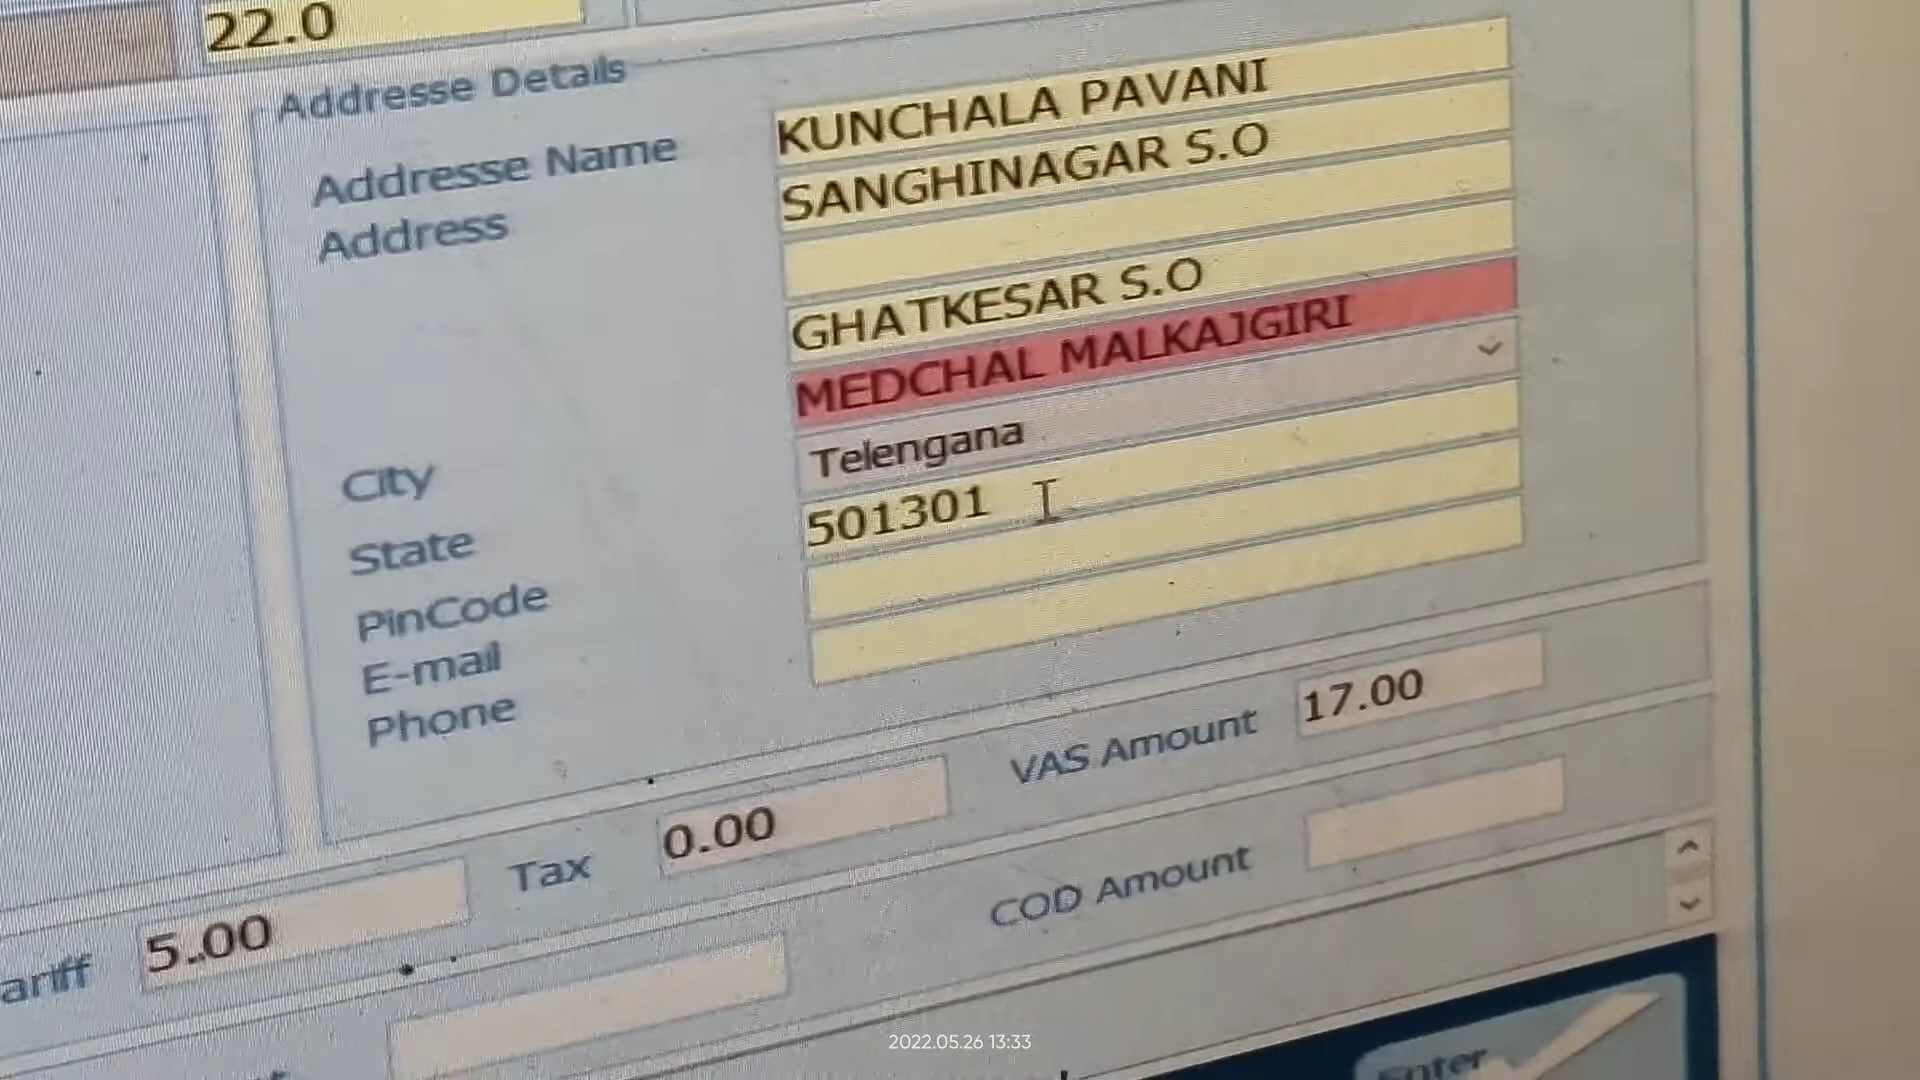 22.0
Addresse Details
Addresse Name KUNCHALA PAVANI
Address SANGHINAGAR S.O
GHATKESAR S.O
City MEDCHAL MALKAJGIRI
State Telengana
PinCode 501301
E-mail
Phone
ariff 5.00 Tax 0.00 VAS Amount 17.00
COD Amount
Enter
2022.05.26 13:33